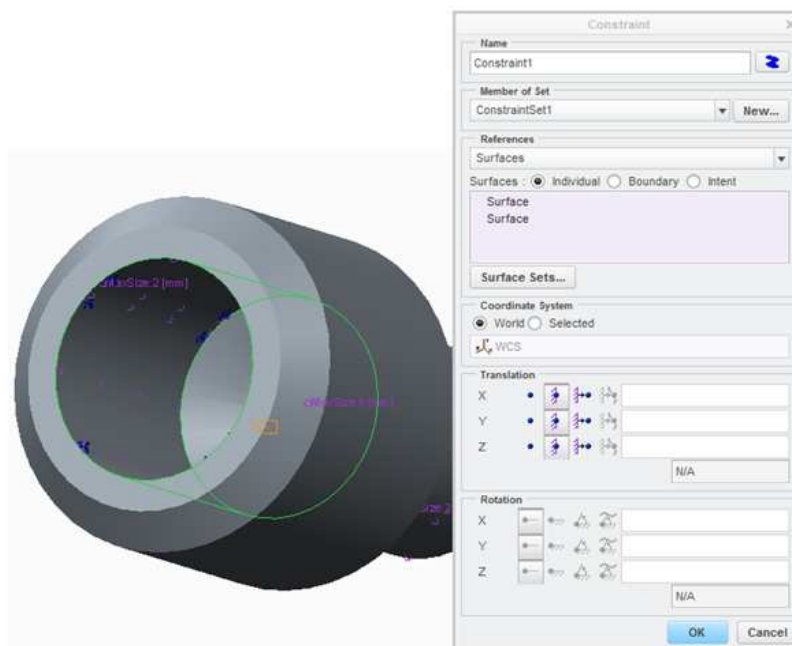 Constraint
Name
Constraint1
Member of Set
ConstraintSet1
New...
References
Surfaces
Surfaces : Individual Boundary Intent
Surface
Surface
Surface Sets...
Coordinate System
World Selected
WCS
Translation
X
Y
Z
N/A
Rotation
X
Y
Z
N/A
OK Cancel